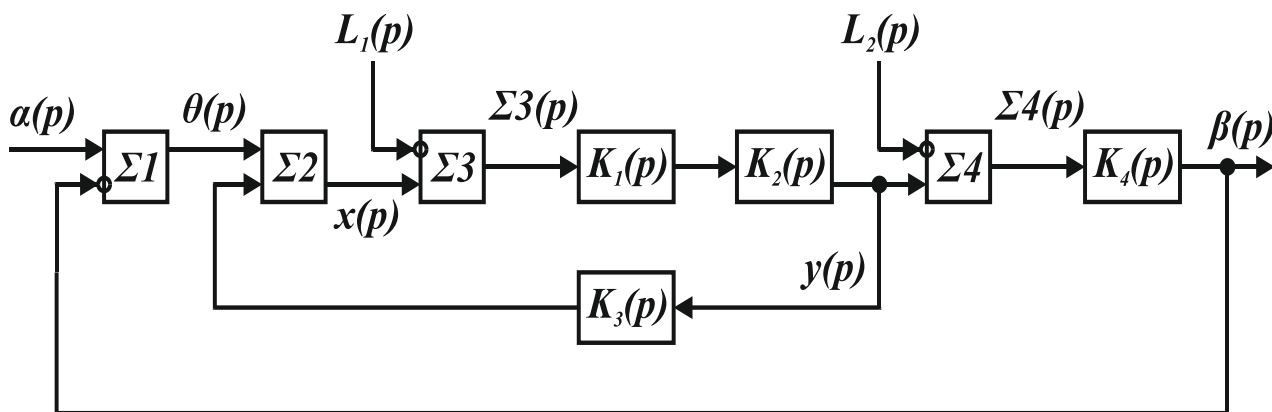 L₁(p)
L₂(p)
α(p)
θ(p)
Σ3(p)
Σ4(p)
β(p)
Σ1
Σ2
Σ3
K₁(p)
K₂(p)
Σ4
K₄(p)
x(p)
y(p)
K₃(p)